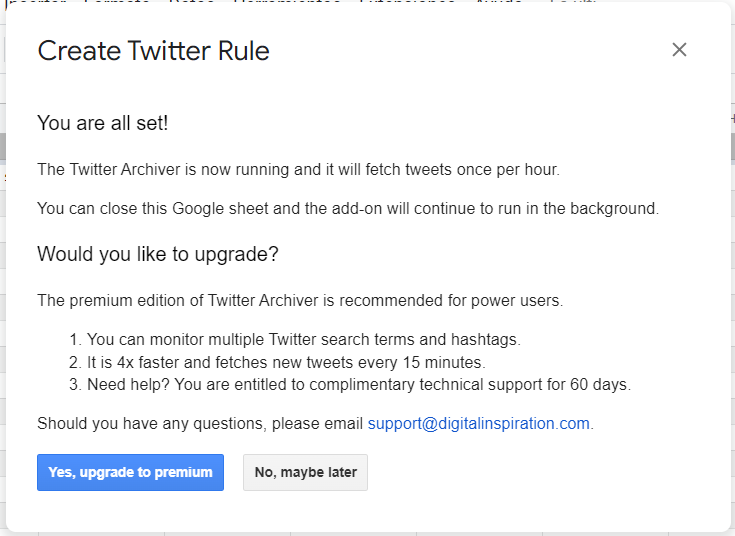 Create Twitter Rule
You are all set!
The Twitter Archiver is now running and it will fetch tweets once per hour.
You can close this Google sheet and the add-on will continue to run in the background.
Would you like to upgrade?
The premium edition of Twitter Archiver is recommended for power users.
1. You can monitor multiple Twitter search terms and hashtags.
2. It is 4x faster and fetches new tweets every 15 minutes.
3. Need help? You are entitled to complimentary technical support for 60 days.
Should you have any questions, please email support@digitalinspiration.com.
Yes, upgrade to premium
No, maybe later